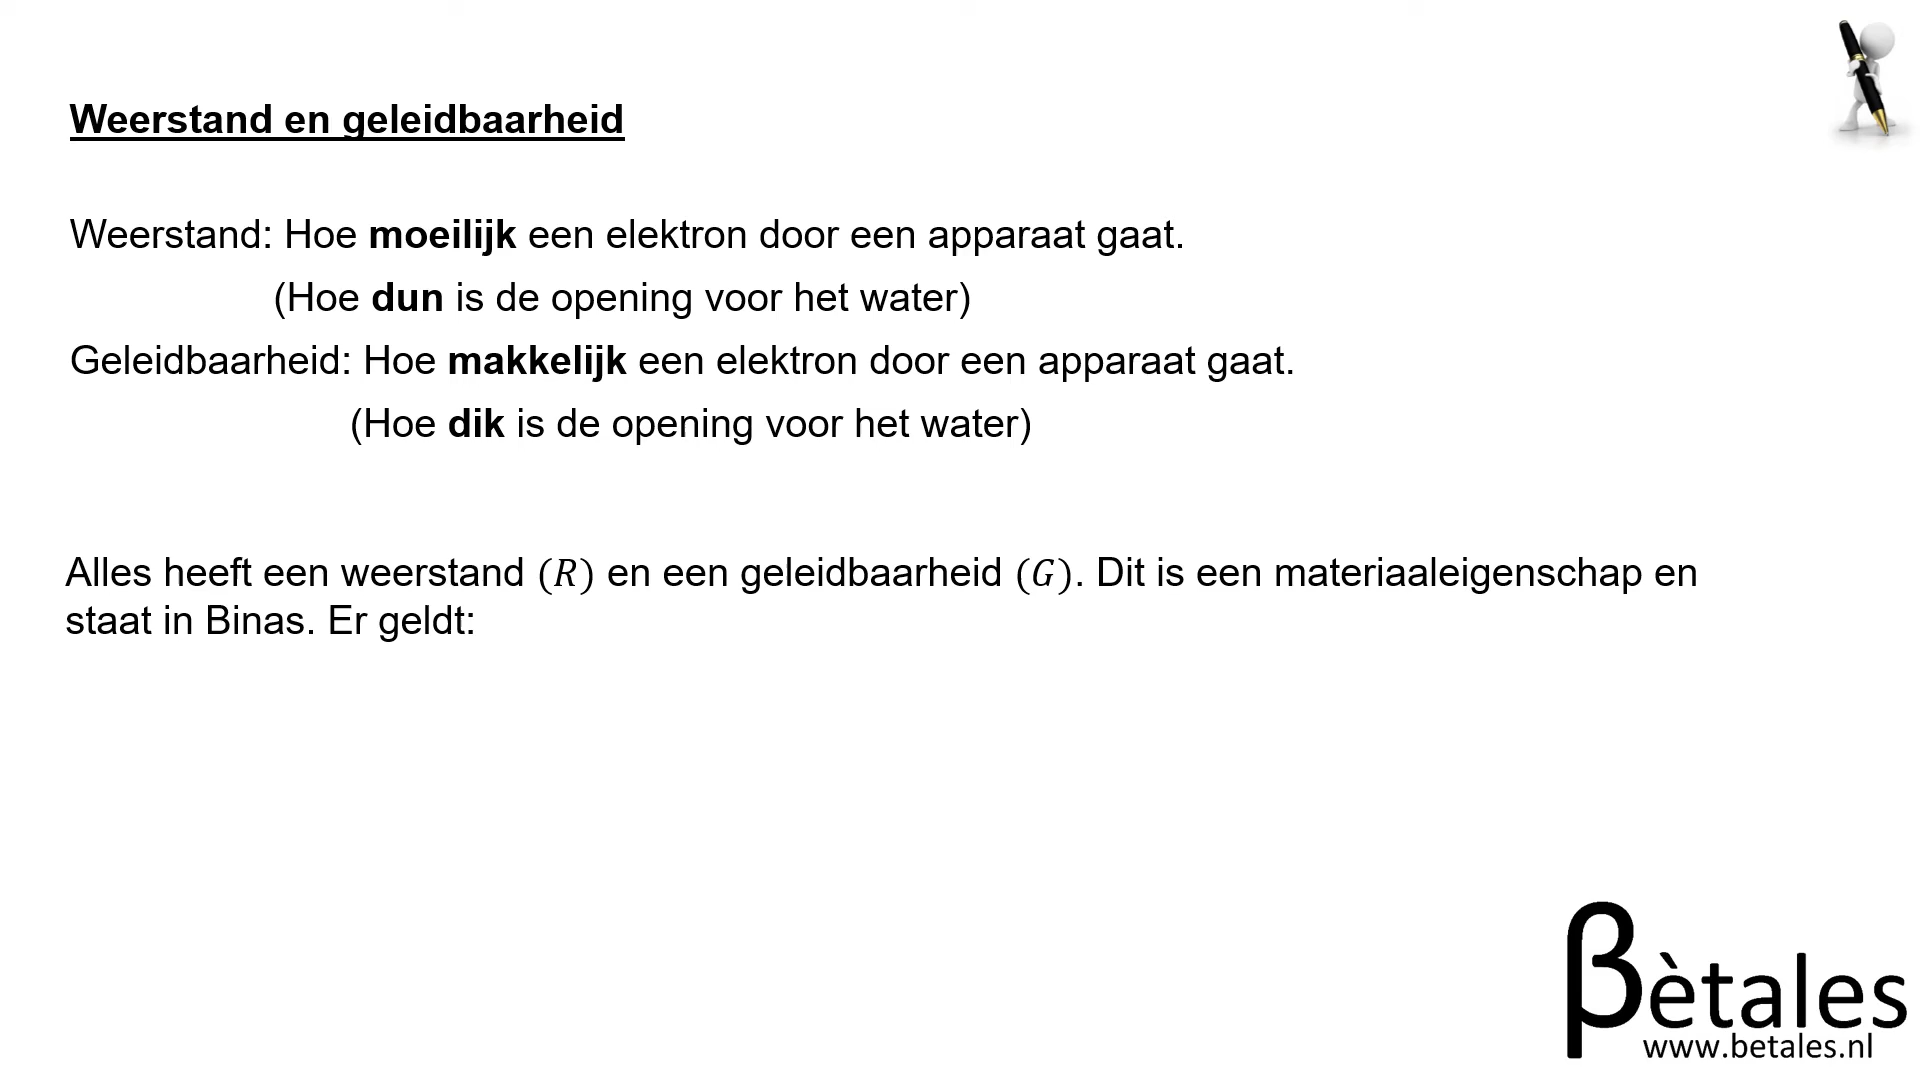 Weerstand en geleidbaarheid
Weerstand: Hoe moeilijk een elektron door een apparaat gaat.
(Hoe dun is de opening voor het water)
Geleidbaarheid: Hoe makkelijk een elektron door een apparaat gaat.
(Hoe dik is de opening voor het water)
Alles heeft een weerstand (R) en een geleidbaarheid (G). Dit is een materiaaleigenschap en
staat in Binas. Er geldt:
βètales
www.betales.nl